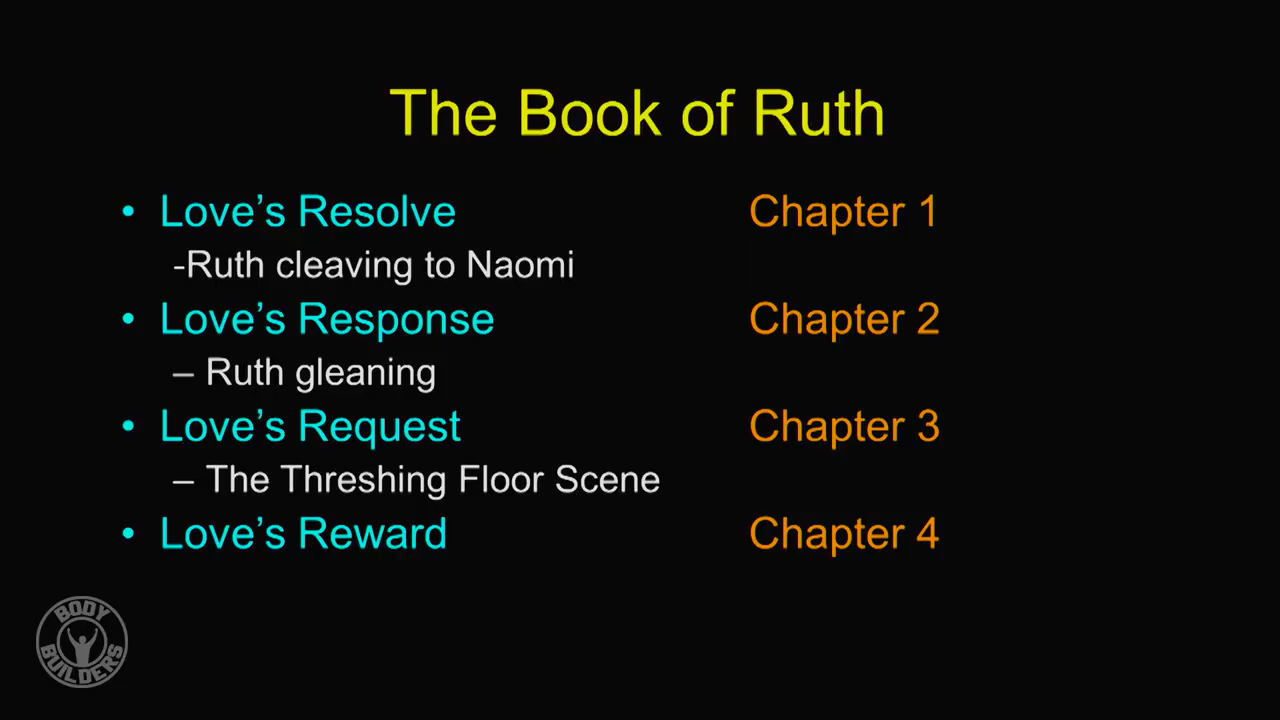 The Book of Ruth
• Love’s Resolve Chapter 1
-Ruth cleaving to Naomi
• Love’s Response Chapter 2
– Ruth gleaning
• Love’s Request Chapter 3
– The Threshing Floor Scene
• Love’s Reward Chapter 4
BODY
BUILDERS